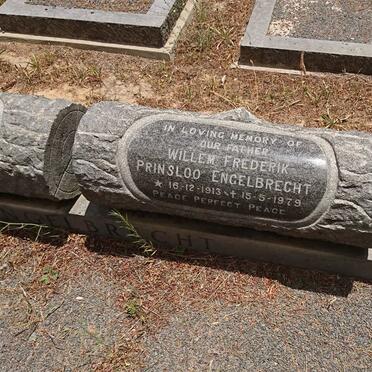 IN LOVING MEMORY OF
OUR FATHER
WILLEM FREDERIK
PRINSLOO ENGELBRECHT
★ 16-12-1913 ✝ 15-5-1979
PEACE PERFECT PEACE
ENGELBRECHT